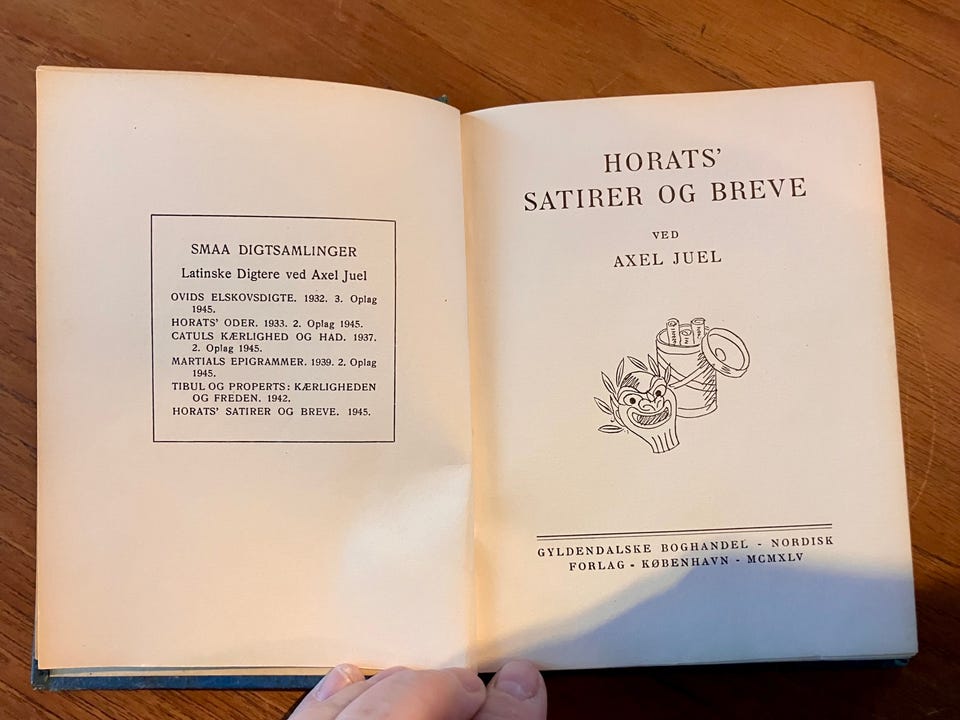 SMAA DIGTSAMLINGER
Latinske Digtere ved Axel Juel
OVIDS ELSKOVSDIGTE. 1932. 3. Oplag
1945.
HORATS' ODER. 1933. 2. Oplag 1945.
CATULS KÆRLIGHED OG HAD. 1937.
2. Oplag 1945.
MARTIALS EPIGRAMMER. 1939. 2. Oplag
1945.
TIBUL OG PROPERTS: KÆRLIGHEDEN
OG FREDEN. 1942.
HORATS' SATIRER OG BREVE. 1945.
HORATS'
SATIRER OG BREVE
VED
AXEL JUEL
GYLDENDALSKE BOGHANDEL - NORDISK
FORLAG - KØBENHAVN - MCMXLV